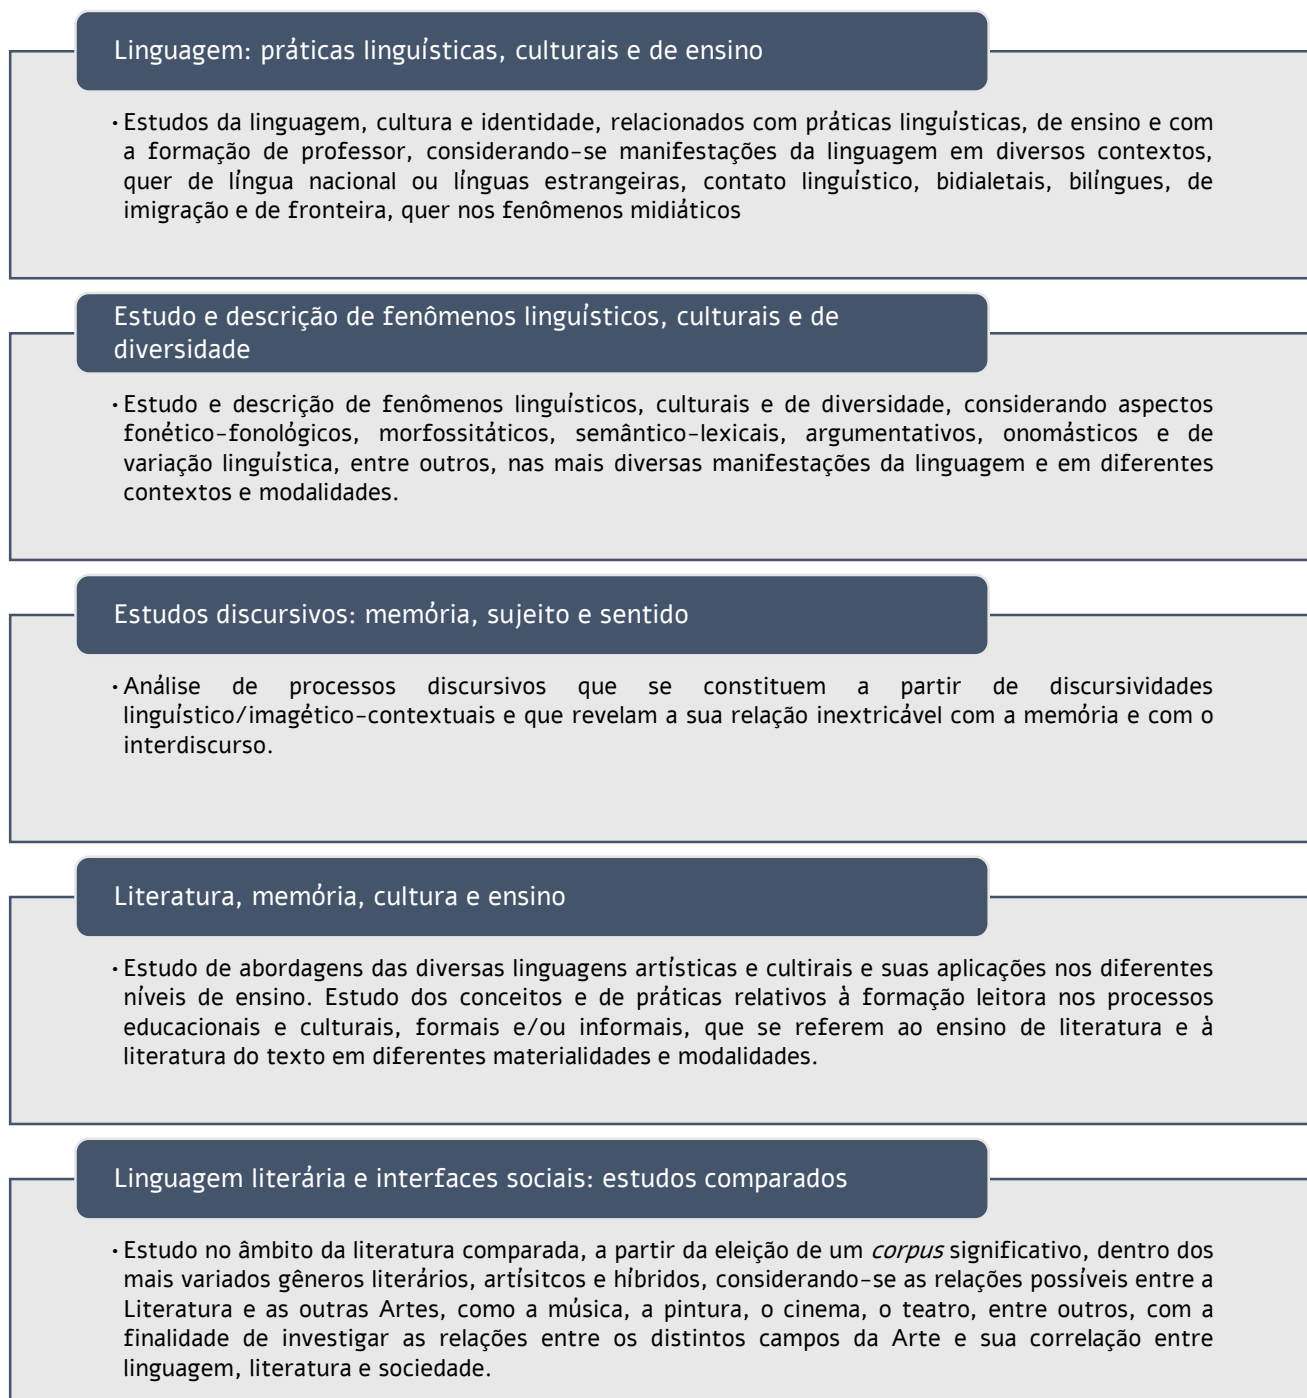 Linguagem: práticas linguísticas, culturais e de ensino
• Estudos da linguagem, cultura e identidade, relacionados com práticas linguísticas, de ensino e com
a formação de professor, considerando-se manifestações da linguagem em diversos contextos,
quer de língua nacional ou línguas estrangeiras, contato linguístico, bidialetais, bilíngues, de
imigração e de fronteira, quer nos fenômenos midiáticos
Estudo e descrição de fenômenos linguísticos, culturais e de
diversidade
• Estudo e descrição de fenômenos linguísticos, culturais e de diversidade, considerando aspectos
fonético-fonológicos, morfossitáticos, semântico-lexicais, argumentativos, onomásticos e de
variação linguística, entre outros, nas mais diversas manifestações da linguagem e em diferentes
contextos e modalidades.
Estudos discursivos: memória, sujeito e sentido
• Análise de processos discursivos que se constituem a partir de discursividades
linguístico/imagético-contextuais e que revelam a sua relação inextricável com a memória e com o
interdiscurso.
Literatura, memória, cultura e ensino
• Estudo de abordagens das diversas linguagens artísticas e cultirais e suas aplicações nos diferentes
níveis de ensino. Estudo dos conceitos e de práticas relativos à formação leitora nos processos
educacionais e culturais, formais e/ou informais, que se referem ao ensino de literatura e à
literatura do texto em diferentes materialidades e modalidades.
Linguagem literária e interfaces sociais: estudos comparados
• Estudo no âmbito da literatura comparada, a partir da eleição de um corpus significativo, dentro dos
mais variados gêneros literários, artísitcos e híbridos, considerando-se as relações possíveis entre a
Literatura e as outras Artes, como a música, a pintura, o cinema, o teatro, entre outros, com a
finalidade de investigar as relações entre os distintos campos da Arte e sua correlação entre
linguagem, literatura e sociedade.